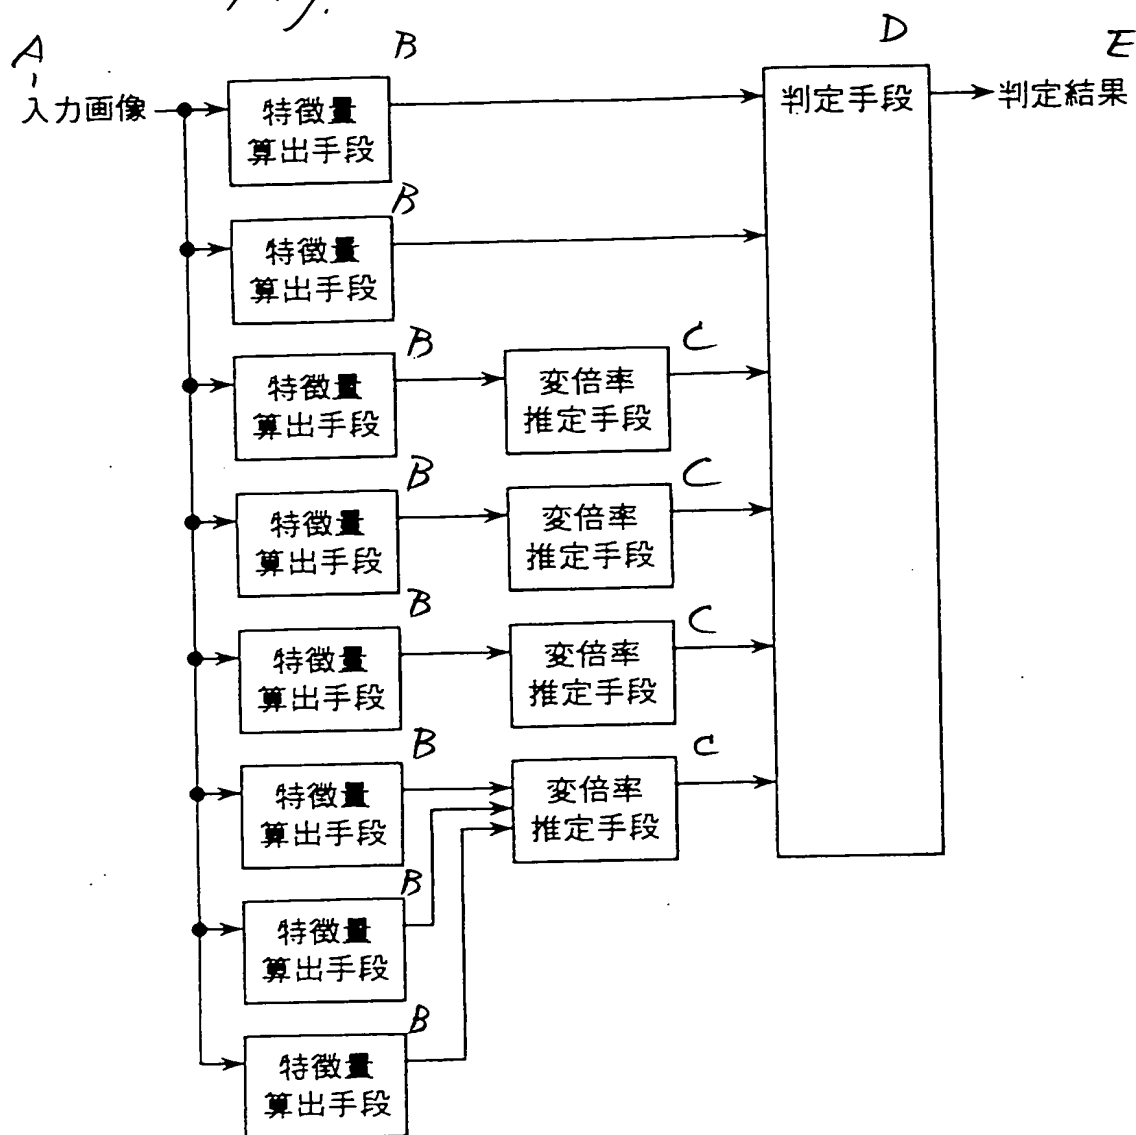 Fig.
A
B
D
E
入力画像
特徴量
算出手段
判定手段
判定結果
B
特徴量
算出手段
B
C
特徴量
算出手段
変倍率
推定手段
B
C
特徴量
算出手段
変倍率
推定手段
B
C
特徴量
算出手段
変倍率
推定手段
B
C
特徴量
算出手段
変倍率
推定手段
B
特徴量
算出手段
B
特徴量
算出手段